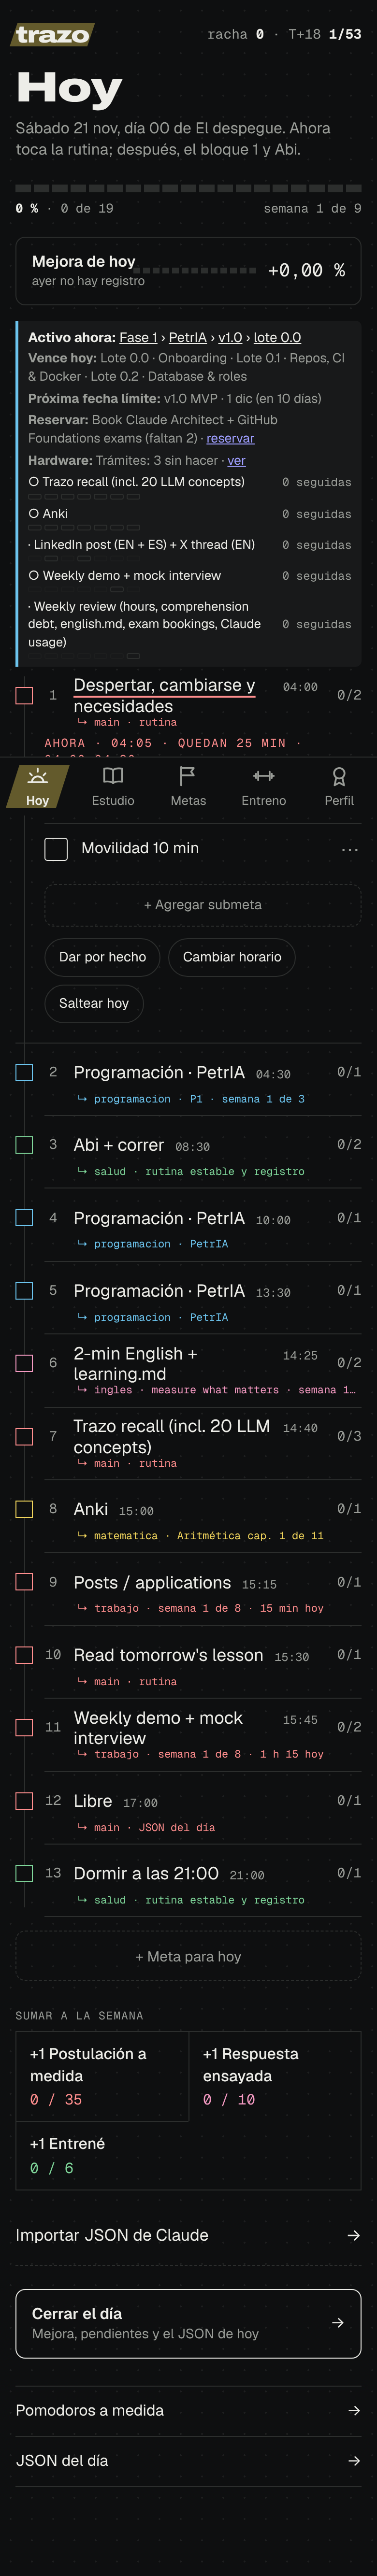 trazo
racha 0 · T+18 1/53
Hoy
Sábado 21 nov, día 00 de El despegue. Ahora
toca la rutina; después, el bloque 1 y Abi.
0 % · 0 de 19
semana 1 de 9
Mejora de hoy
ayer no hay registro
+0,00 %
Activo ahora: Fase 1 › PetrIA › v1.0 › lote 0.0
Vence hoy: Lote 0.0 · Onboarding · Lote 0.1 · Repos, CI
& Docker · Lote 0.2 · Database & roles
Próxima fecha límite: v1.0 MVP · 1 dic (en 10 días)
Reservar: Book Claude Architect + GitHub
Foundations exams (faltan 2) · reservar
Hardware: Trámites: 3 sin hacer · ver
Trazo recall (incl. 20 LLM concepts) 0 seguidas
Anki 0 seguidas
· LinkedIn post (EN + ES) + X thread (EN) 0 seguidas
Weekly demo + mock interview 0 seguidas
· Weekly review (hours, comprehension
debt, english.md, exam bookings, Claude 0 seguidas
usage)
1 Despertar, cambiarse y 04:00 0/2
necesidades
↳ main · rutina
AHORA · 04:05 · QUEDAN 25 MIN ·
Hoy Estudio Metas Entreno Perfil
Movilidad 10 min ···
+ Agregar submeta
Dar por hecho
Cambiar horario
Saltear hoy
2 Programación · PetrIA 04:30 0/1
↳ programacion · P1 · semana 1 de 3
3 Abi + correr 08:30 0/2
↳ salud · rutina estable y registro
4 Programación · PetrIA 10:00 0/1
↳ programacion · PetrIA
5 Programación · PetrIA 13:30 0/1
↳ programacion · PetrIA
6 2-min English + 14:25 0/2
learning.md
↳ ingles · measure what matters · semana 1…
7 Trazo recall (incl. 20 LLM 14:40 0/3
concepts)
↳ main · rutina
8 Anki 15:00 0/1
↳ matematica · Aritmética cap. 1 de 11
9 Posts / applications 15:15 0/1
↳ trabajo · semana 1 de 8 · 15 min hoy
10 Read tomorrow's lesson 15:30 0/1
↳ main · rutina
11 Weekly demo + mock 15:45 0/2
interview
↳ trabajo · semana 1 de 8 · 1 h 15 hoy
12 Libre 17:00 0/1
↳ main · JSON del día
13 Dormir a las 21:00 21:00 0/1
↳ salud · rutina estable y registro
+ Meta para hoy
SUMAR A LA SEMANA
+1 Postulación a
medida
0 / 35
+1 Respuesta
ensayada
0 / 10
+1 Entrené
0 / 6
Importar JSON de Claude →
Cerrar el día
Mejora, pendientes y el JSON de hoy →
Pomodoros a medida →
JSON del día →